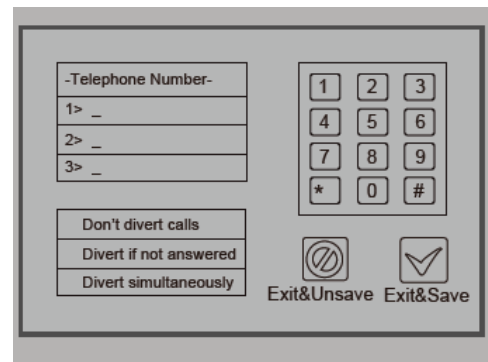 -Telephone Number-
1> _
2> _
3> _
Don't divert calls
Divert if not answered
Divert simultaneously
1 2 3
4 5 6
7 8 9
* 0 #
Exit&Unsave Exit&Save